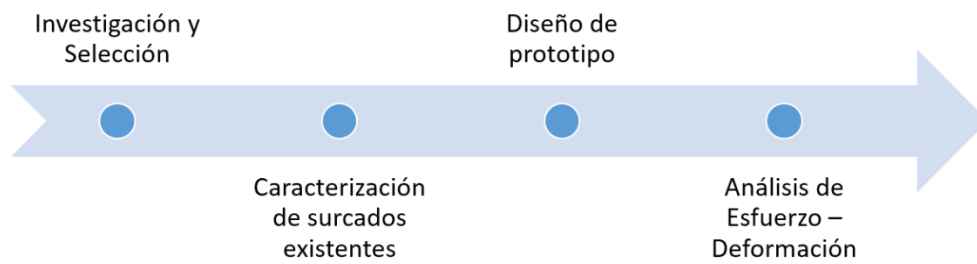 Investigación y
Selección
Caracterización
de surcados
existentes
Diseño de
prototipo
Análisis de
Esfuerzo –
Deformación